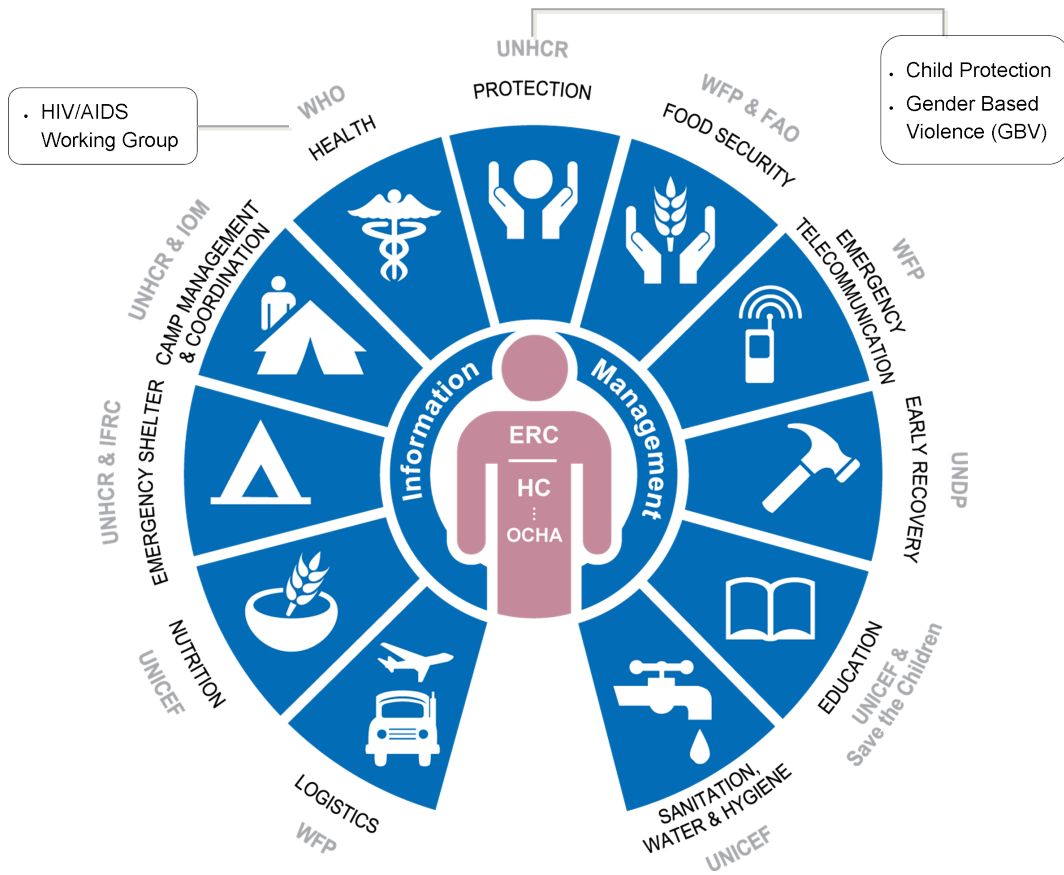 UNHCR
PROTECTION
• Child Protection
• Gender Based
Violence (GBV)
WFP & FAO
FOOD SECURITY
WFP
EMERGENCY
TELECOMMUNICATION
UNDP
EARLY RECOVERY
UNICEF &
Save the Children
EDUCATION
SANITATION,
WATER & HYGIENE
UNICEF
LOGISTICS
WFP
NUTRITION
UNICEF
UNHCR & IFRC
EMERGENCY SHELTER
UNHCR & IOM
CAMP MANAGEMENT
& COORDINATION
WHO
HEALTH
• HIV/AIDS
Working Group
Information Management
ERC
HC
⋮
OCHA